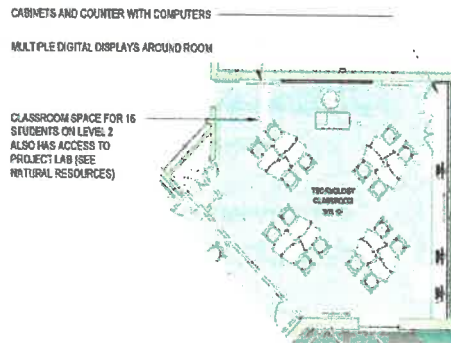 CABINETS AND COUNTER WITH COMPUTERS
MULTIPLE DIGITAL DISPLAYS AROUND ROOM
CLASSROOM SPACE FOR 16
STUDENTS ON LEVEL 2
ALSO HAS ACCESS TO
PROJECT LAB (SEE
NATURAL RESOURCES)
TECHNOLOGY
CLASSROOM